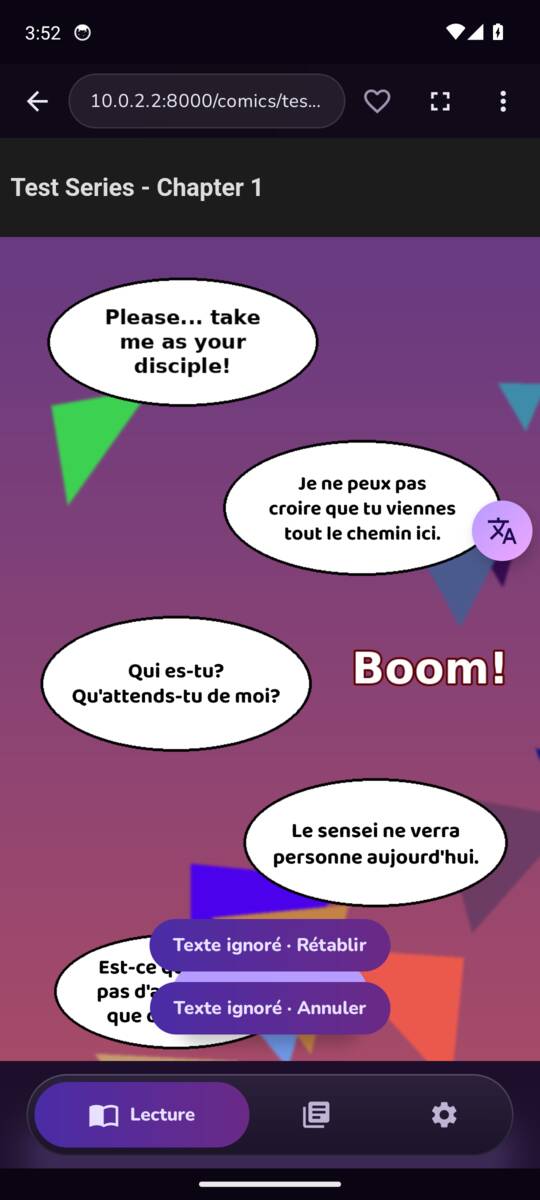 3:52
10.0.2.2:8000/comics/tes...
Test Series - Chapter 1
Please... take
me as your
disciple!
Je ne peux pas
croire que tu viennes
tout le chemin ici.
Qui es-tu?
Qu'attends-tu de moi?
Boom!
Le sensei ne verra
personne aujourd'hui.
Est-ce
pas
que
Texte ignoré · Rétablir
Texte ignoré · Annuler
Lecture